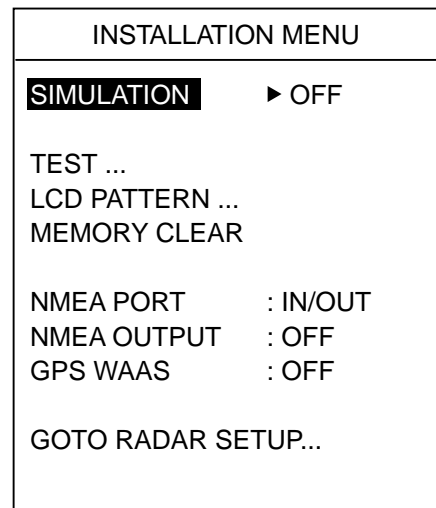 INSTALLATION MENU
SIMULATION ▶ OFF
TEST ...
LCD PATTERN ...
MEMORY CLEAR
NMEA PORT : IN/OUT
NMEA OUTPUT : OFF
GPS WAAS : OFF
GOTO RADAR SETUP...